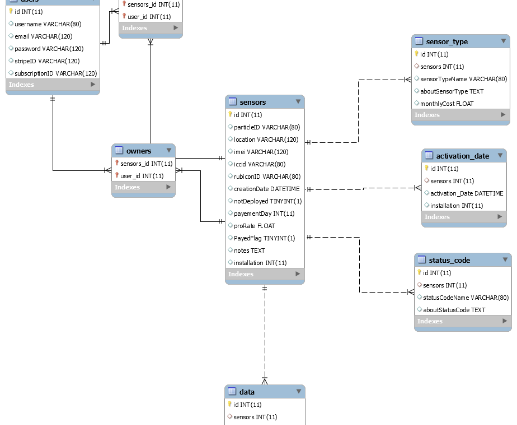 users
id INT(11)
username VARCHAR(80)
email VARCHAR(120)
password VARCHAR(120)
stripeID VARCHAR(120)
subscriptionID VARCHAR(120)
Indexes
sensors_id INT(11)
user_id INT(11)
Indexes
owners
sensors_id INT(11)
user_id INT(11)
Indexes
sensors
id INT(11)
particleID VARCHAR(80)
location VARCHAR(120)
imei VARCHAR(120)
iccid VARCHAR(80)
rubiconID VARCHAR(80)
creationDate DATETIME
notDeployed TINYINT(1)
payementDay INT(11)
proRate FLOAT
PayedFlag TINYINT(1)
notes TEXT
installation INT(11)
Indexes
sensor_type
id INT(11)
sensors INT(11)
sensorTypeName VARCHAR(80)
aboutSensorType TEXT
monthlyCost FLOAT
Indexes
activation_date
id INT(11)
sensors INT(11)
activation_Date DATETIME
installation INT(11)
Indexes
status_code
id INT(11)
sensors INT(11)
statusCodeName VARCHAR(80)
aboutStatusCode TEXT
Indexes
data
id INT(11)
sensors INT(11)